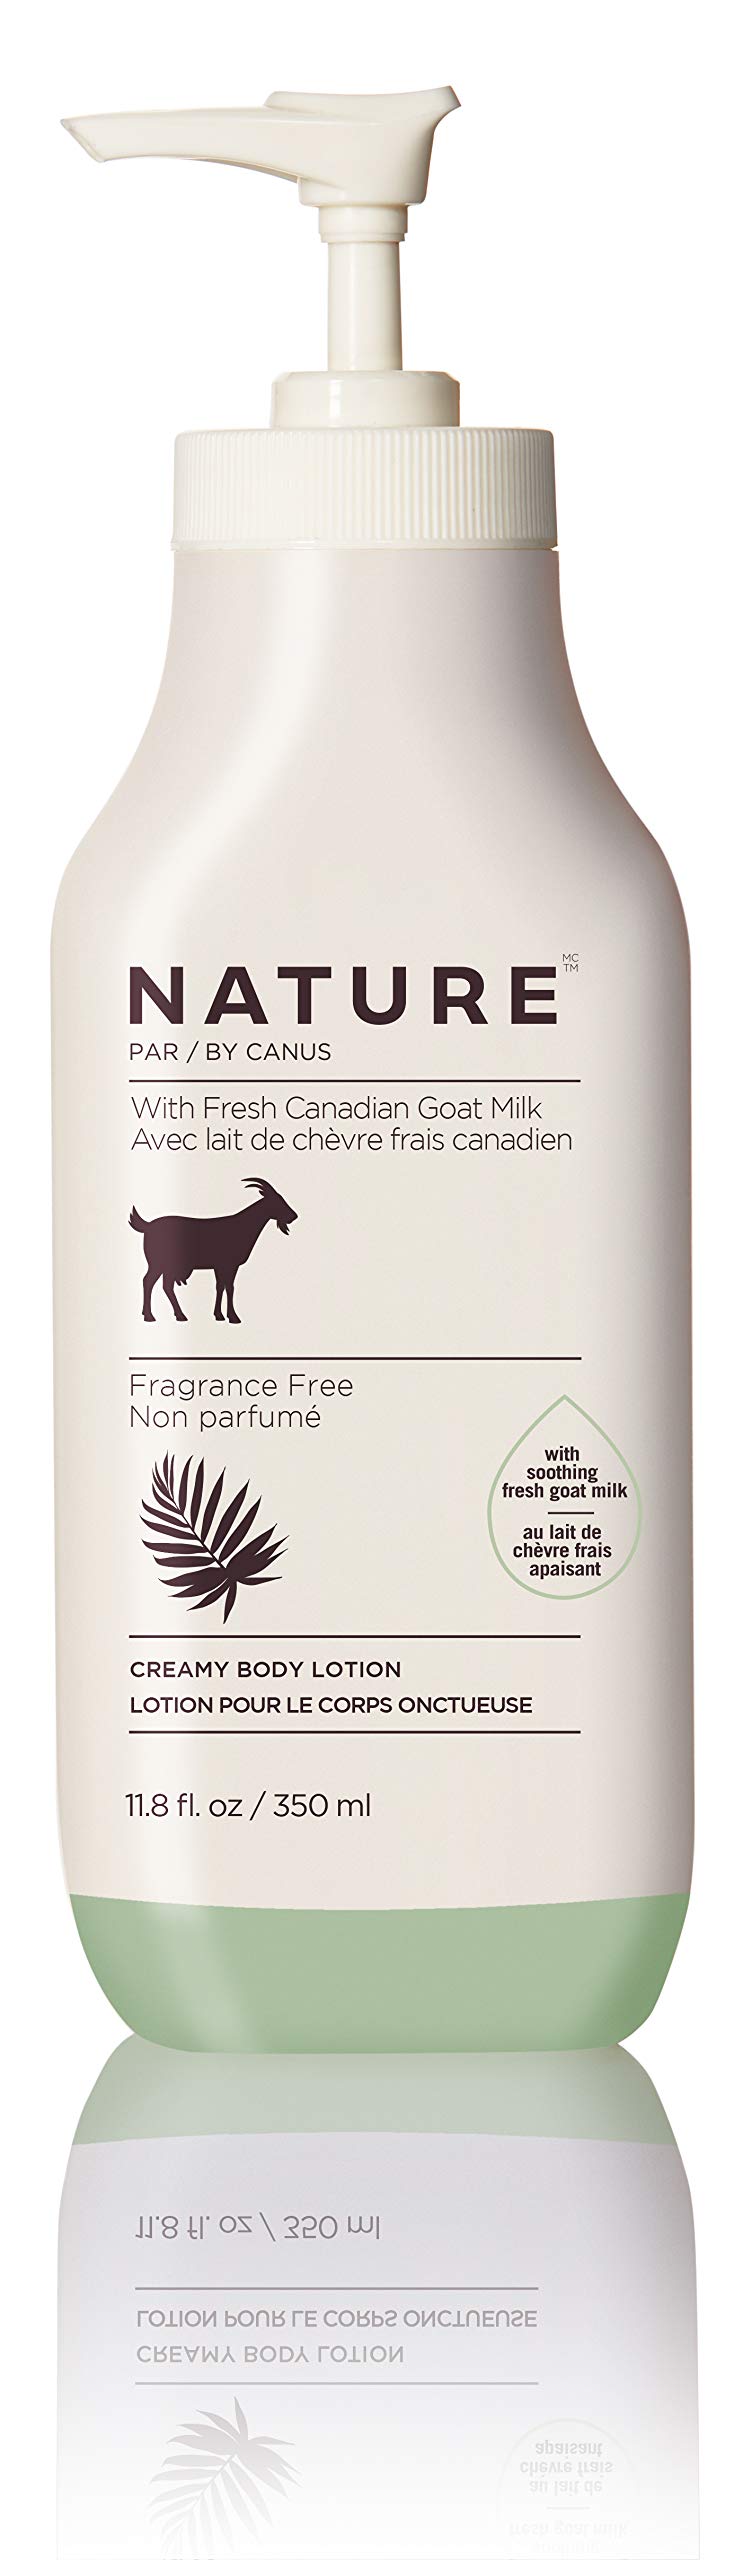 NATURE MC TM
PAR / BY CANUS
With Fresh Canadian Goat Milk
Avec lait de chèvre frais canadien
Fragrance Free
Non parfumé
with
soothing
fresh goat milk
au lait de
chèvre frais
apaisant
CREAMY BODY LOTION
LOTION POUR LE CORPS ONCTUEUSE
11.8 fl. oz / 350 ml